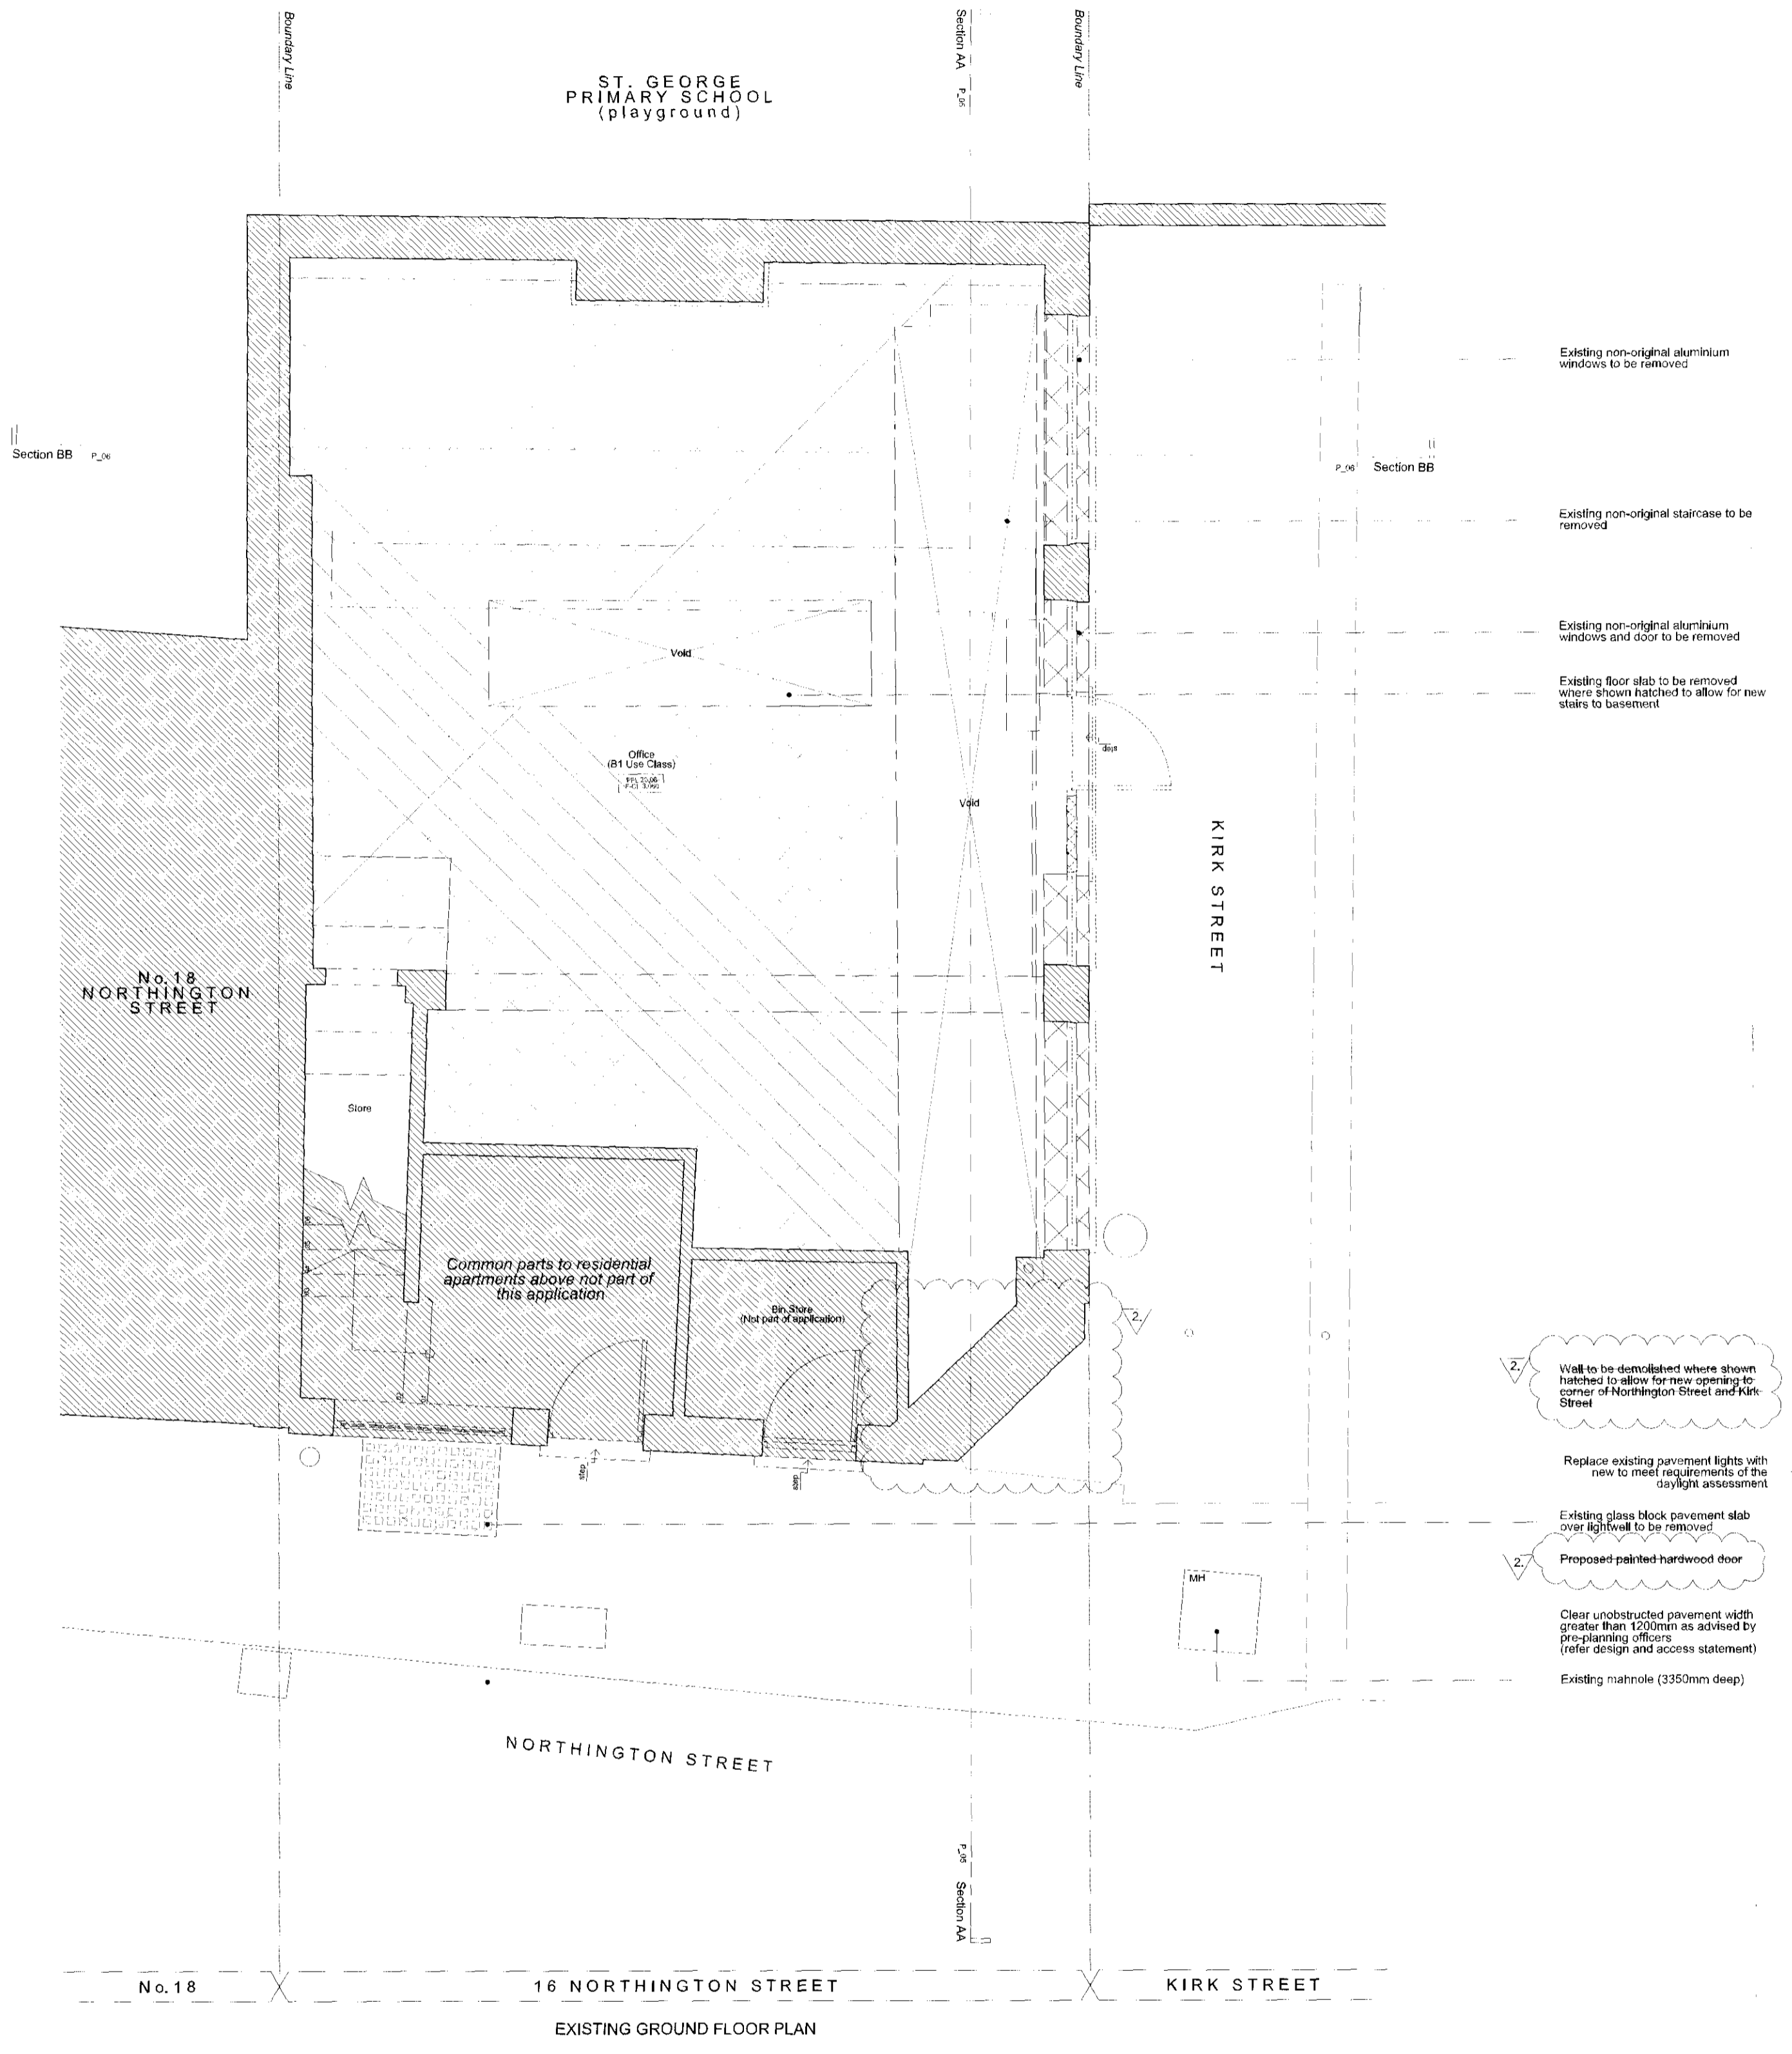 Boundary Line
Section AA P_05
Boundary Line
ST. GEORGE
PRIMARY SCHOOL
(playground)
Existing non-original aluminium
windows to be removed
Section BB P_06
P_06 Section BB
Existing non-original staircase to be
removed
Existing non-original aluminium
windows and door to be removed
Void
Existing floor slab to be removed
where shown hatched to allow for new
stairs to basement
step
Office
(B1 Use Class)
Void
KIRK STREET
No.18
NORTHINGTON
STREET
Store
Common parts to residential
apartments above not part of
this application
Bin Store
(Not part of application)
2.
2.
Wall to be demolished where shown
hatched to allow for new opening to
corner of Northington Street and Kirk
Street
02
01
step
step
Replace existing pavement lights with
new to meet requirements of the
daylight assessment
Existing glass block pavement slab
over lightwell to be removed
2.
Proposed painted hardwood door
MH
Clear unobstructed pavement width
greater than 1200mm as advised by
pre-planning officers
(refer design and access statement)
Existing mahnole (3350mm deep)
NORTHINGTON STREET
P_05 Section AA
No.18
16 NORTHINGTON STREET
KIRK STREET
EXISTING GROUND FLOOR PLAN